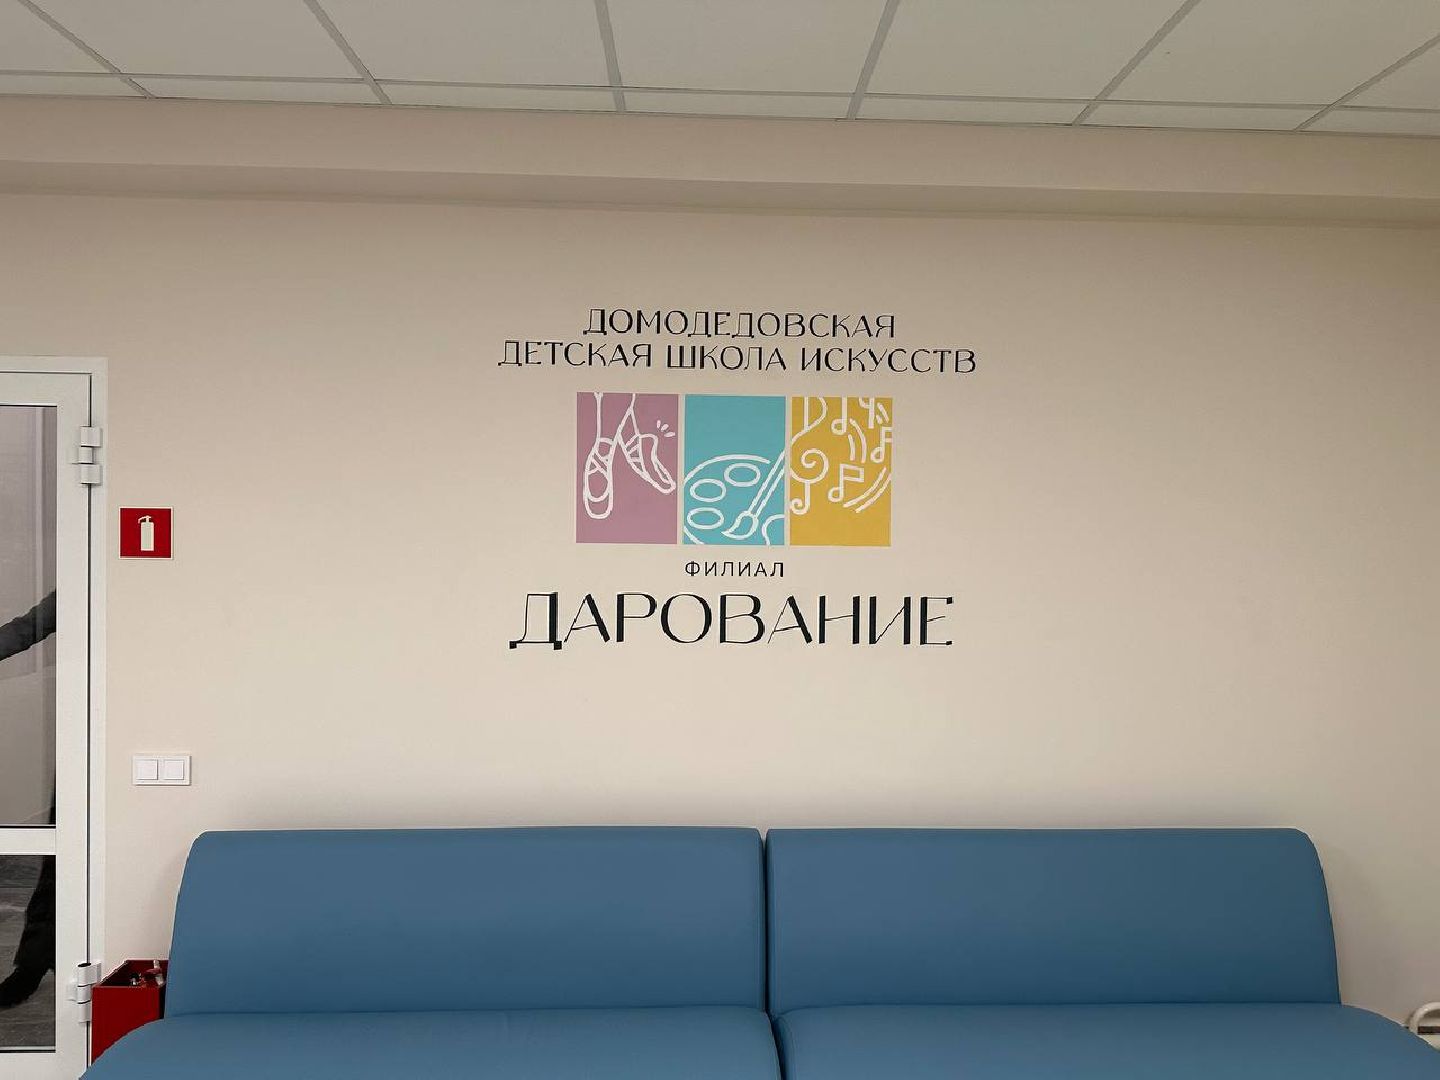 ДОМОДЕДОВСКАЯ
ДЕТСКАЯ ШКОЛА ИСКУССТВ
ФИЛИАЛ
ДАРОВАНИЕ